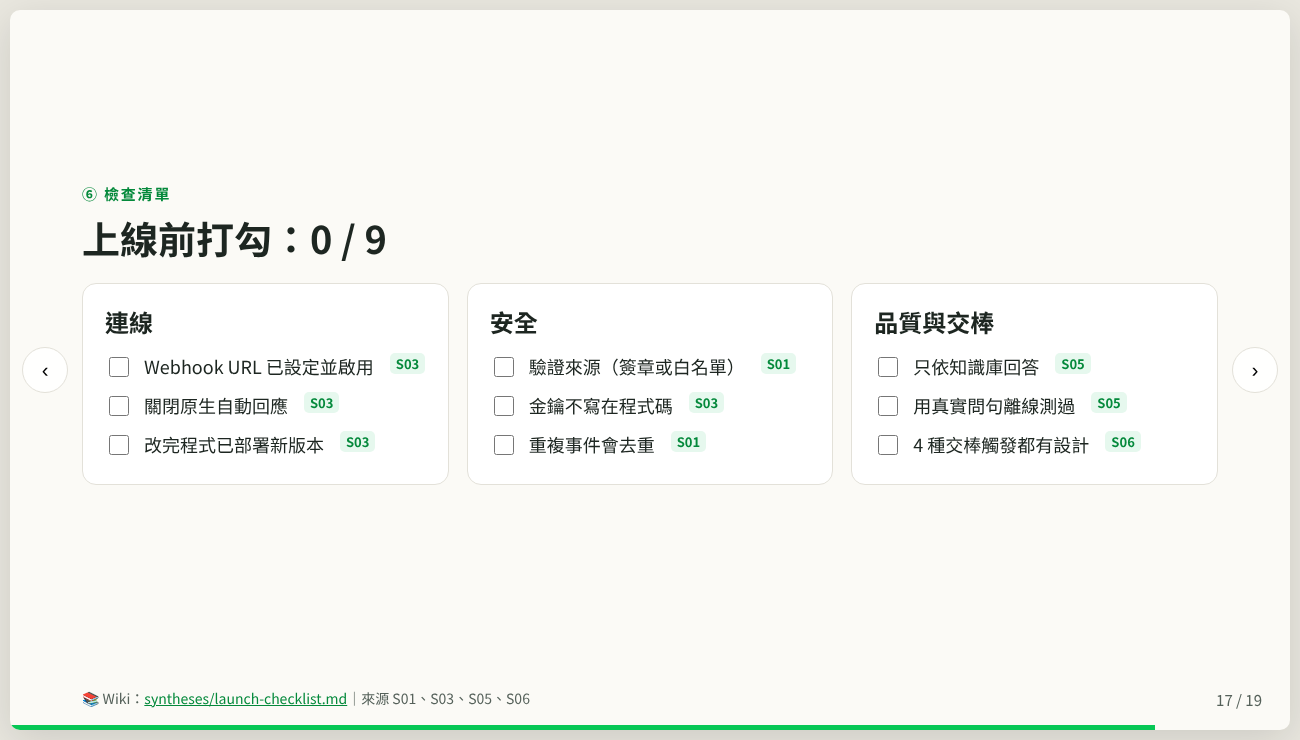 ⑥ 檢查清單
上線前打勾：0 / 9
連線
Webhook URL 已設定並啟用 S03
關閉原生自動回應 S03
改完程式已部署新版本 S03
安全
驗證來源（簽章或白名單） S01
金鑰不寫在程式碼 S03
重複事件會去重 S01
品質與交棒
只依知識庫回答 S05
用真實問句離線測過 S05
4 種交棒觸發都有設計 S06
‹
›
📚 Wiki：syntheses/launch-checklist.md｜來源 S01、S03、S05、S06
17 / 19